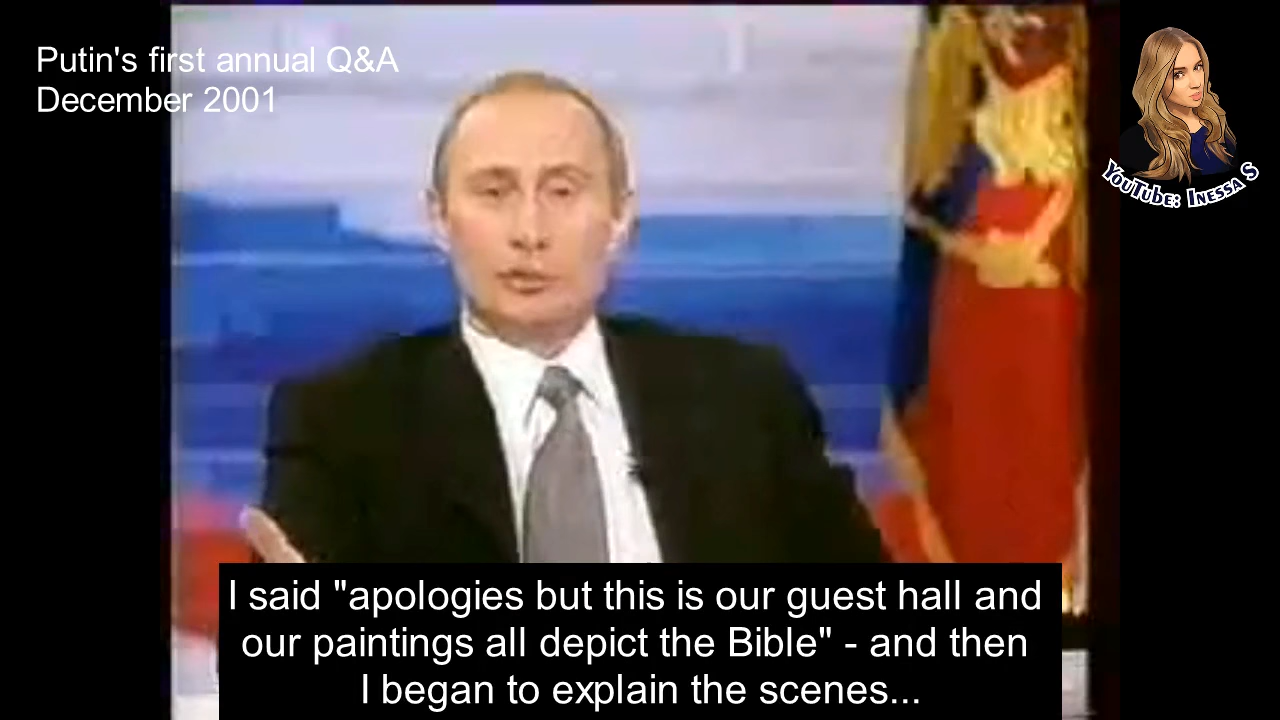 Putin's first annual Q&A
December 2001
YouTube: Inessa S
I said "apologies but this is our guest hall and
our paintings all depict the Bible" - and then
I began to explain the scenes...